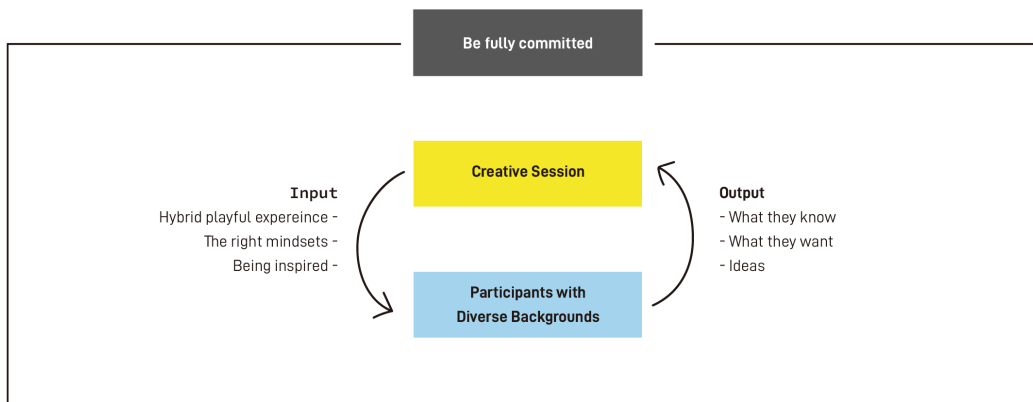 Be fully committed
Creative Session
Input
Hybrid playful expereince -
The right mindsets -
Being inspired -
Output
- What they know
- What they want
- Ideas
Participants with
Diverse Backgrounds